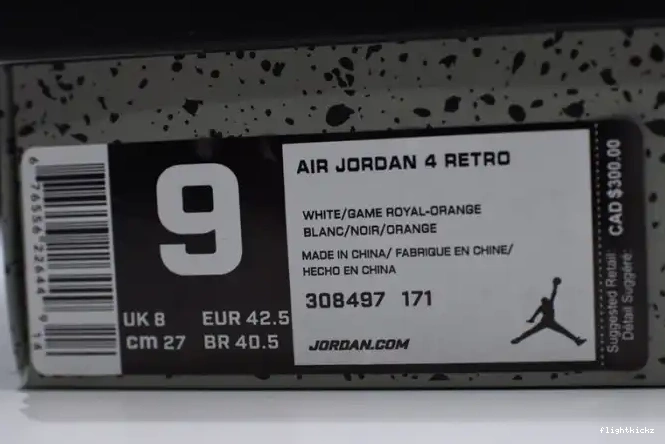 9
UK 8 EUR 42.5
cm 27 BR 40.5
AIR JORDAN 4 RETRO
WHITE/GAME ROYAL-ORANGE
BLANC/NOIR/ORANGE
MADE IN CHINA/ FABRIQUE EN CHINE/
HECHO EN CHINA
308497 171
JORDAN.COM
Suggested Retail: CAD $300.00
Détail Suggéré:
flightkickz